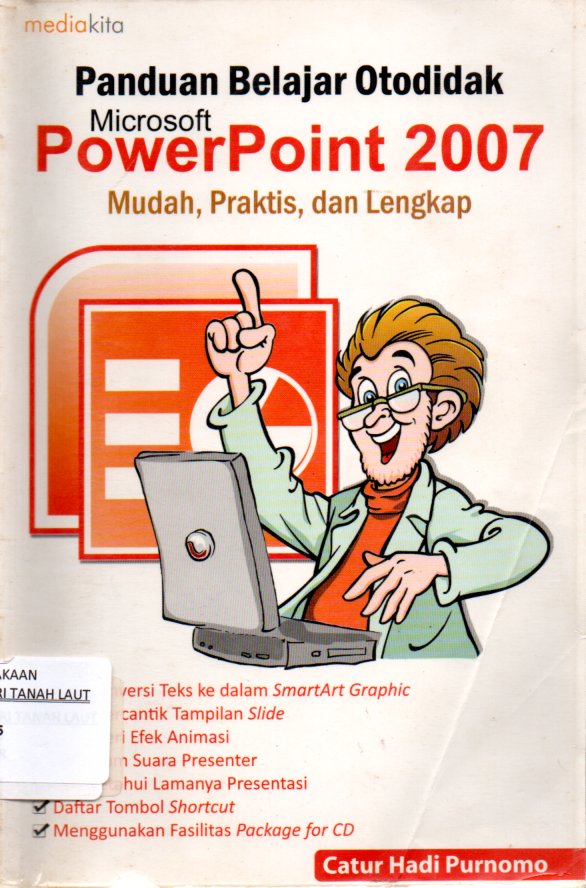 mediakita
Panduan Belajar Otodidak
Microsoft
PowerPoint 2007
Mudah, Praktis, dan Lengkap
AKAAN
RI TANAH LAUT
versi Teks ke dalam SmartArt Graphic
cantik Tampilan Slide
ri Efek Animasi
m Suara Presenter
ahui Lamanya Presentasi
Daftar Tombol Shortcut
Menggunakan Fasilitas Package for CD
Catur Hadi Purnomo